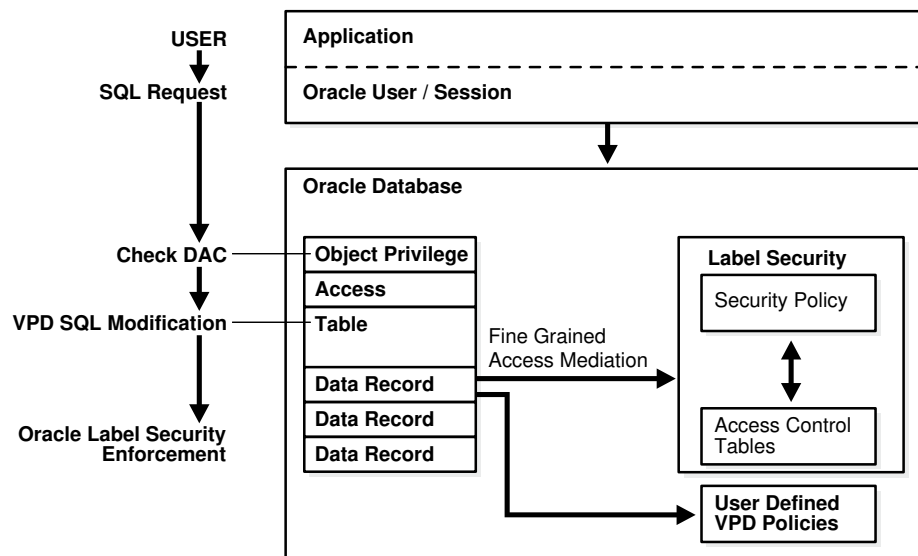 USER
SQL Request
Check DAC
VPD SQL Modification
Oracle Label Security
Enforcement
Application
Oracle User / Session
Oracle Database
Object Privilege
Access
Table
Data Record
Data Record
Data Record
Fine Grained
Access Mediation
Label Security
Security Policy
Access Control
Tables
User Defined
VPD Policies